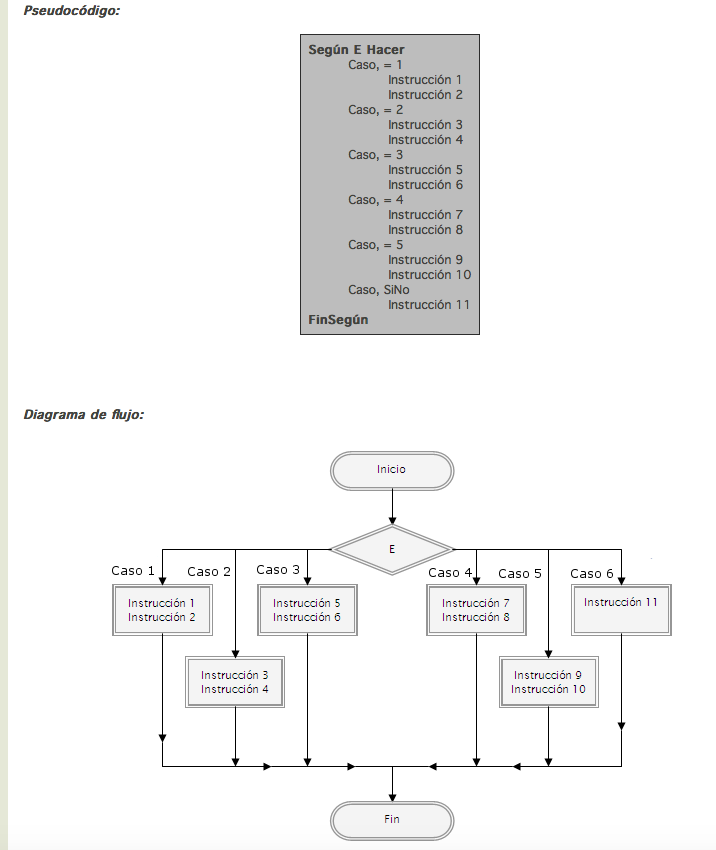 Pseudocódigo:
Según E Hacer
Caso, = 1
Instrucción 1
Instrucción 2
Caso, = 2
Instrucción 3
Instrucción 4
Caso, = 3
Instrucción 5
Instrucción 6
Caso, = 4
Instrucción 7
Instrucción 8
Caso, = 5
Instrucción 9
Instrucción 10
Caso, SiNo
Instrucción 11
FinSegún
Diagrama de flujo:
Inicio
E
Caso 1
Caso 2
Caso 3
Caso 4
Caso 5
Caso 6
Instrucción 1
Instrucción 2
Instrucción 5
Instrucción 6
Instrucción 7
Instrucción 8
Instrucción 11
Instrucción 3
Instrucción 4
Instrucción 9
Instrucción 10
Fin